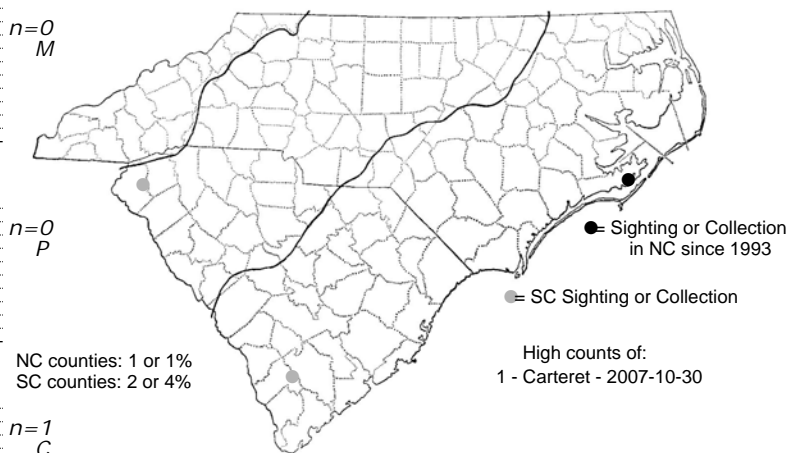 n=0
M
n=0
P
= Sighting or Collection
in NC since 1993
= SC Sighting or Collection
NC counties: 1 or 1%
SC counties: 2 or 4%
High counts of:
1 - Carteret - 2007-10-30
n=1
C